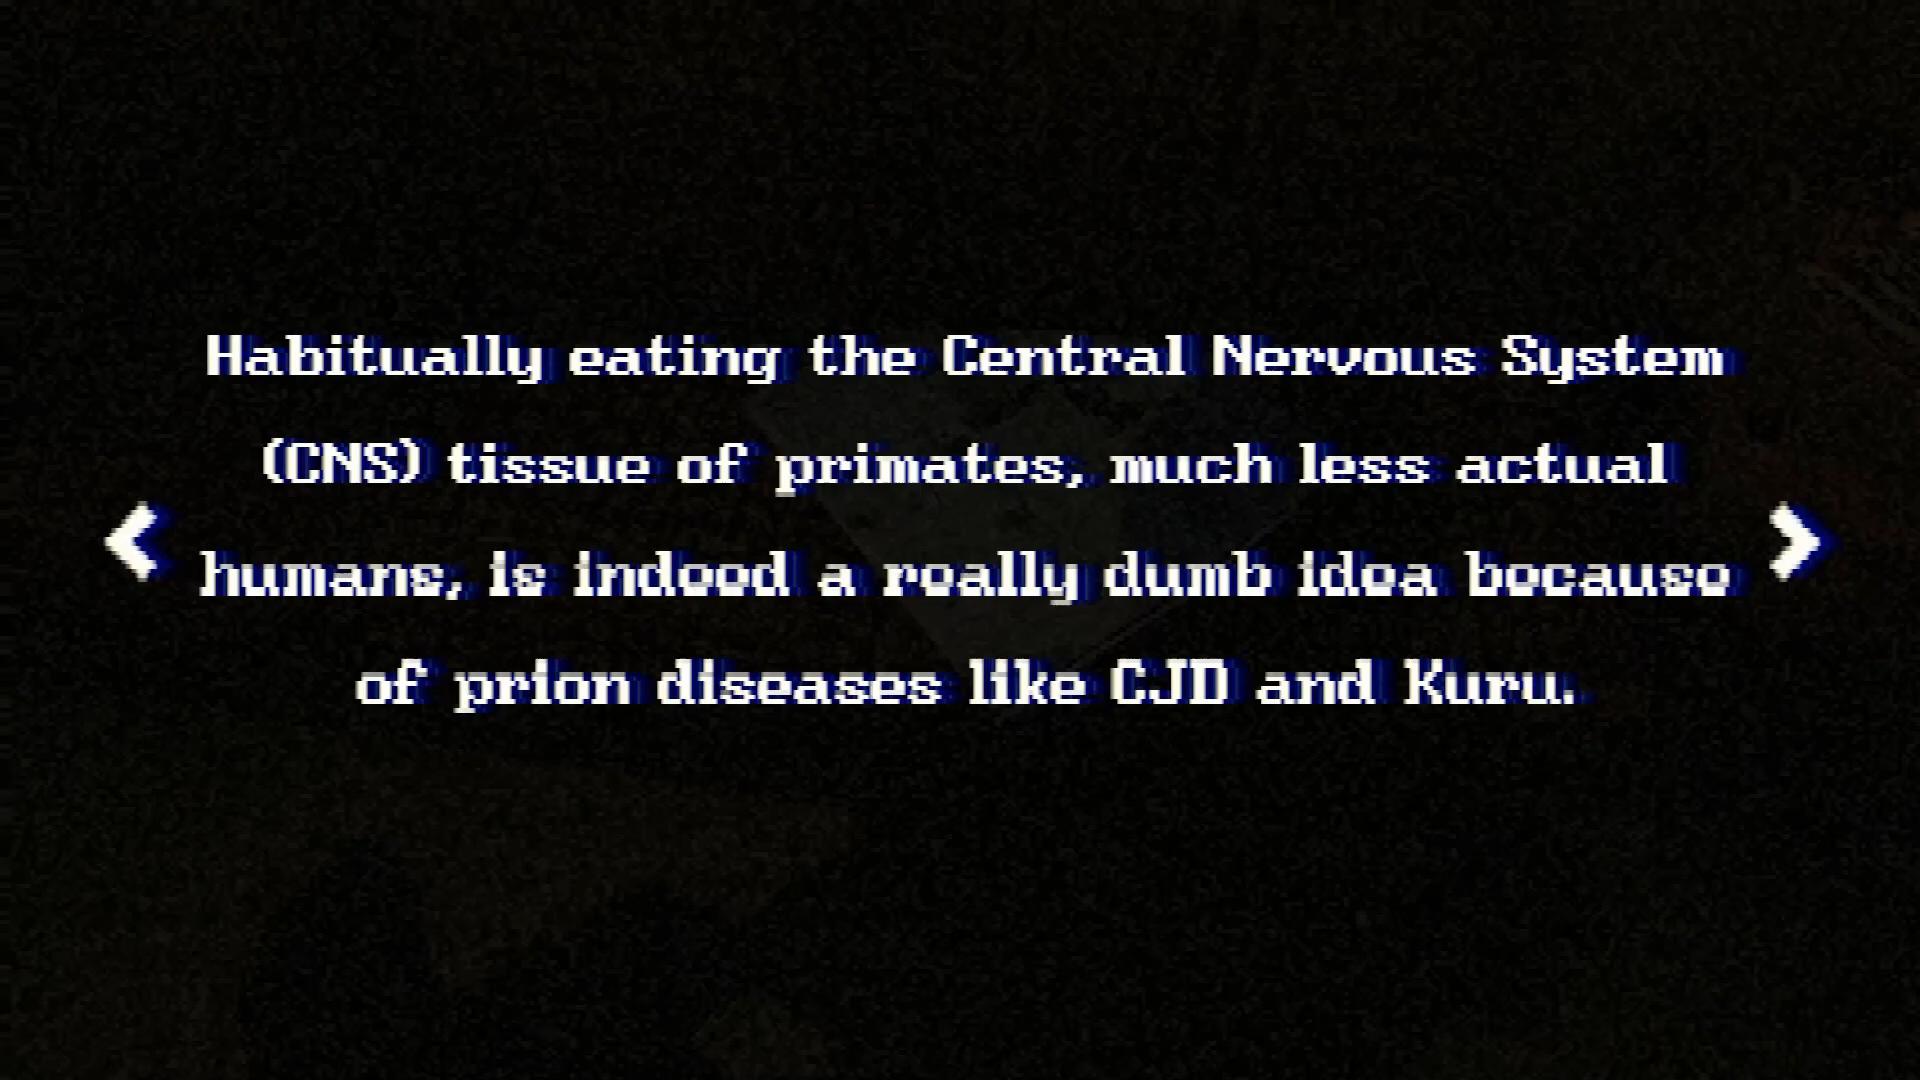 Habitually eating the Central Nervous System
(CNS) tissue of primates, much less actual
humans, is indeed a really dumb idea because
of prion diseases like CJD and Kuru.